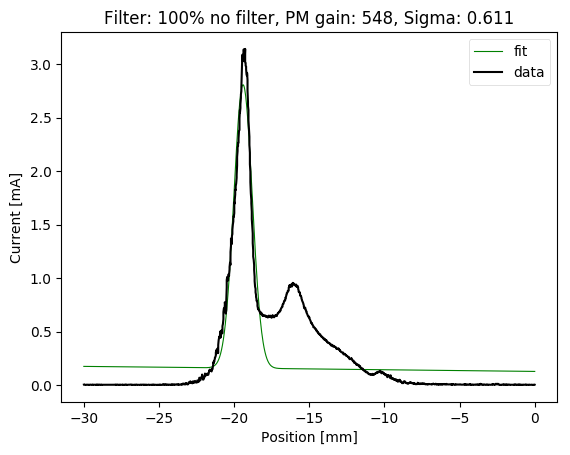 Filter: 100% no filter, PM gain: 548, Sigma: 0.611
fit
data
Current [mA]
3.0
2.5
2.0
1.5
1.0
0.5
0.0
−30 −25 −20 −15 −10 −5 0
Position [mm]